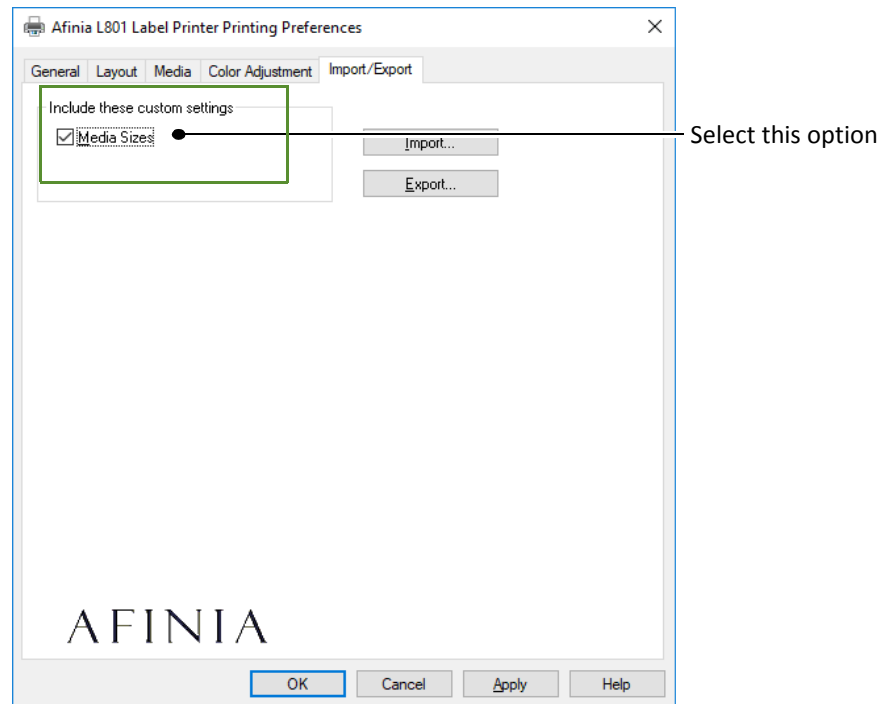 Afinia L801 Label Printer Printing Preferences
General Layout Media Color Adjustment Import/Export
Include these custom settings
Media Sizes
Import...
Select this option
Export...
AFINIA
OK Cancel Apply Help